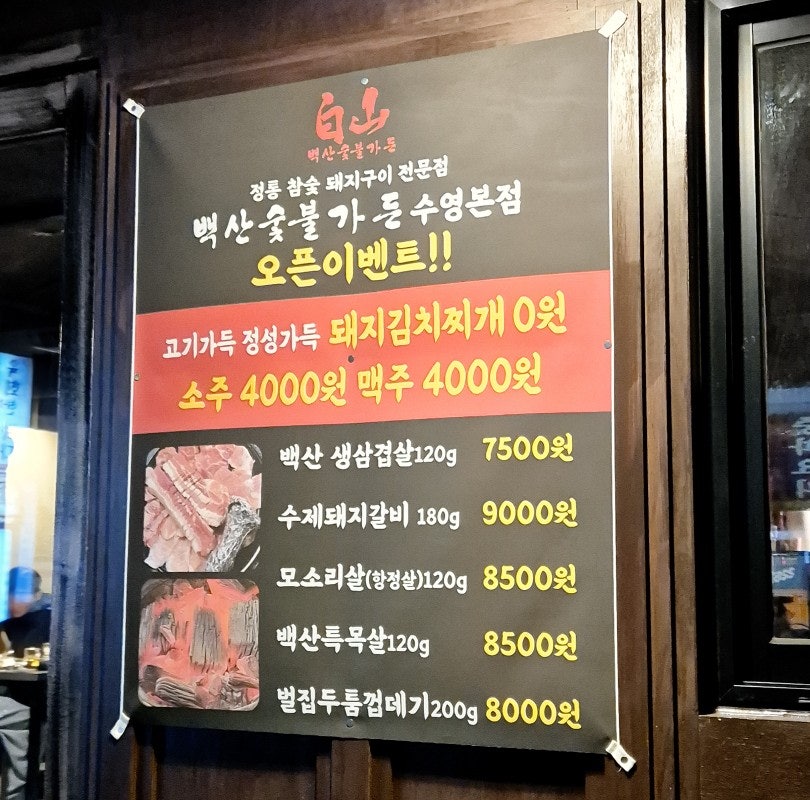 白山
백산숯불가든
정통 참숯 돼지구이 전문점
백산숯불가든 수영본점
오픈이벤트!!
고기가득 정성가득 돼지김치찌개 0원
소주 4000원 맥주 4000원
백산 생삼겹살120g 7500원
수제돼지갈비 180g 9000원
모소리살(항정살)120g 8500원
백산특목살120g 8500원
벌집두툼껍데기200g 8000원